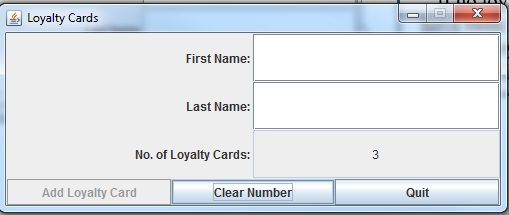 Loyalty Cards
First Name:
Last Name:
No. of Loyalty Cards: 3
Add Loyalty Card Clear Number Quit